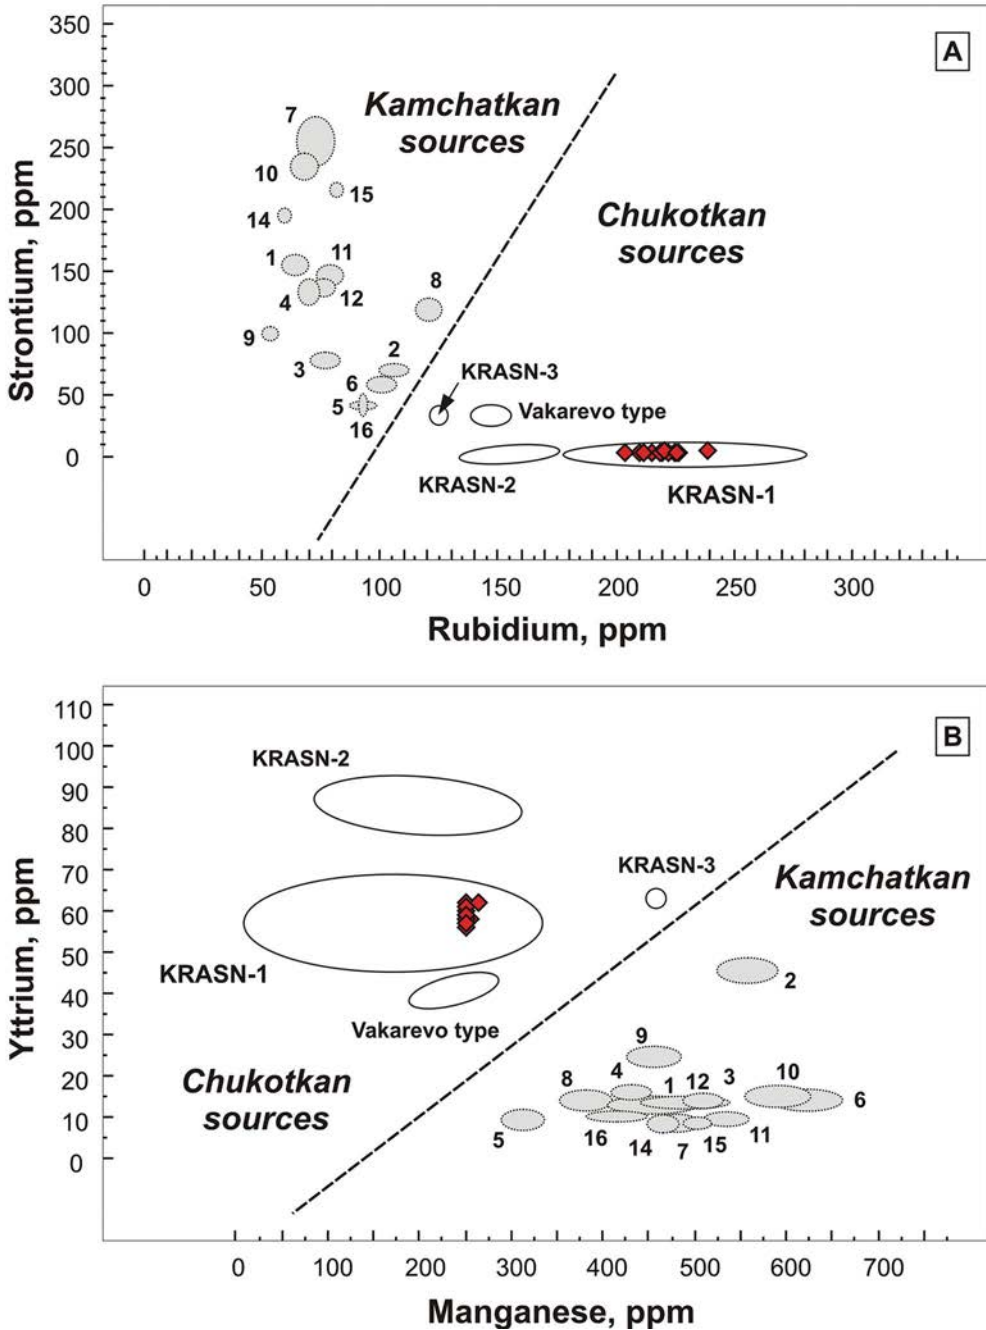 350
A
300
Kamchatkan
sources
7
250
10
15
200
14
Chukotkan
sources
Strontium, ppm
150
1
11
8
4
12
100
9
2
3
6
KRASN-3
50
5
Vakarevo type
16
0
KRASN-2
KRASN-1
0 50 100 150 200 250 300
Rubidium, ppm
110
B
100
KRASN-2
90
80
70
KRASN-3
Kamchatkan
sources
Yttrium, ppm
60
50
KRASN-1
2
40
Vakarevo type
30
9
20
Chukotkan
sources
8
4
1
12
3
10
6
10
5
16
14
7
15
11
0
0 100 200 300 400 500 600 700
Manganese, ppm